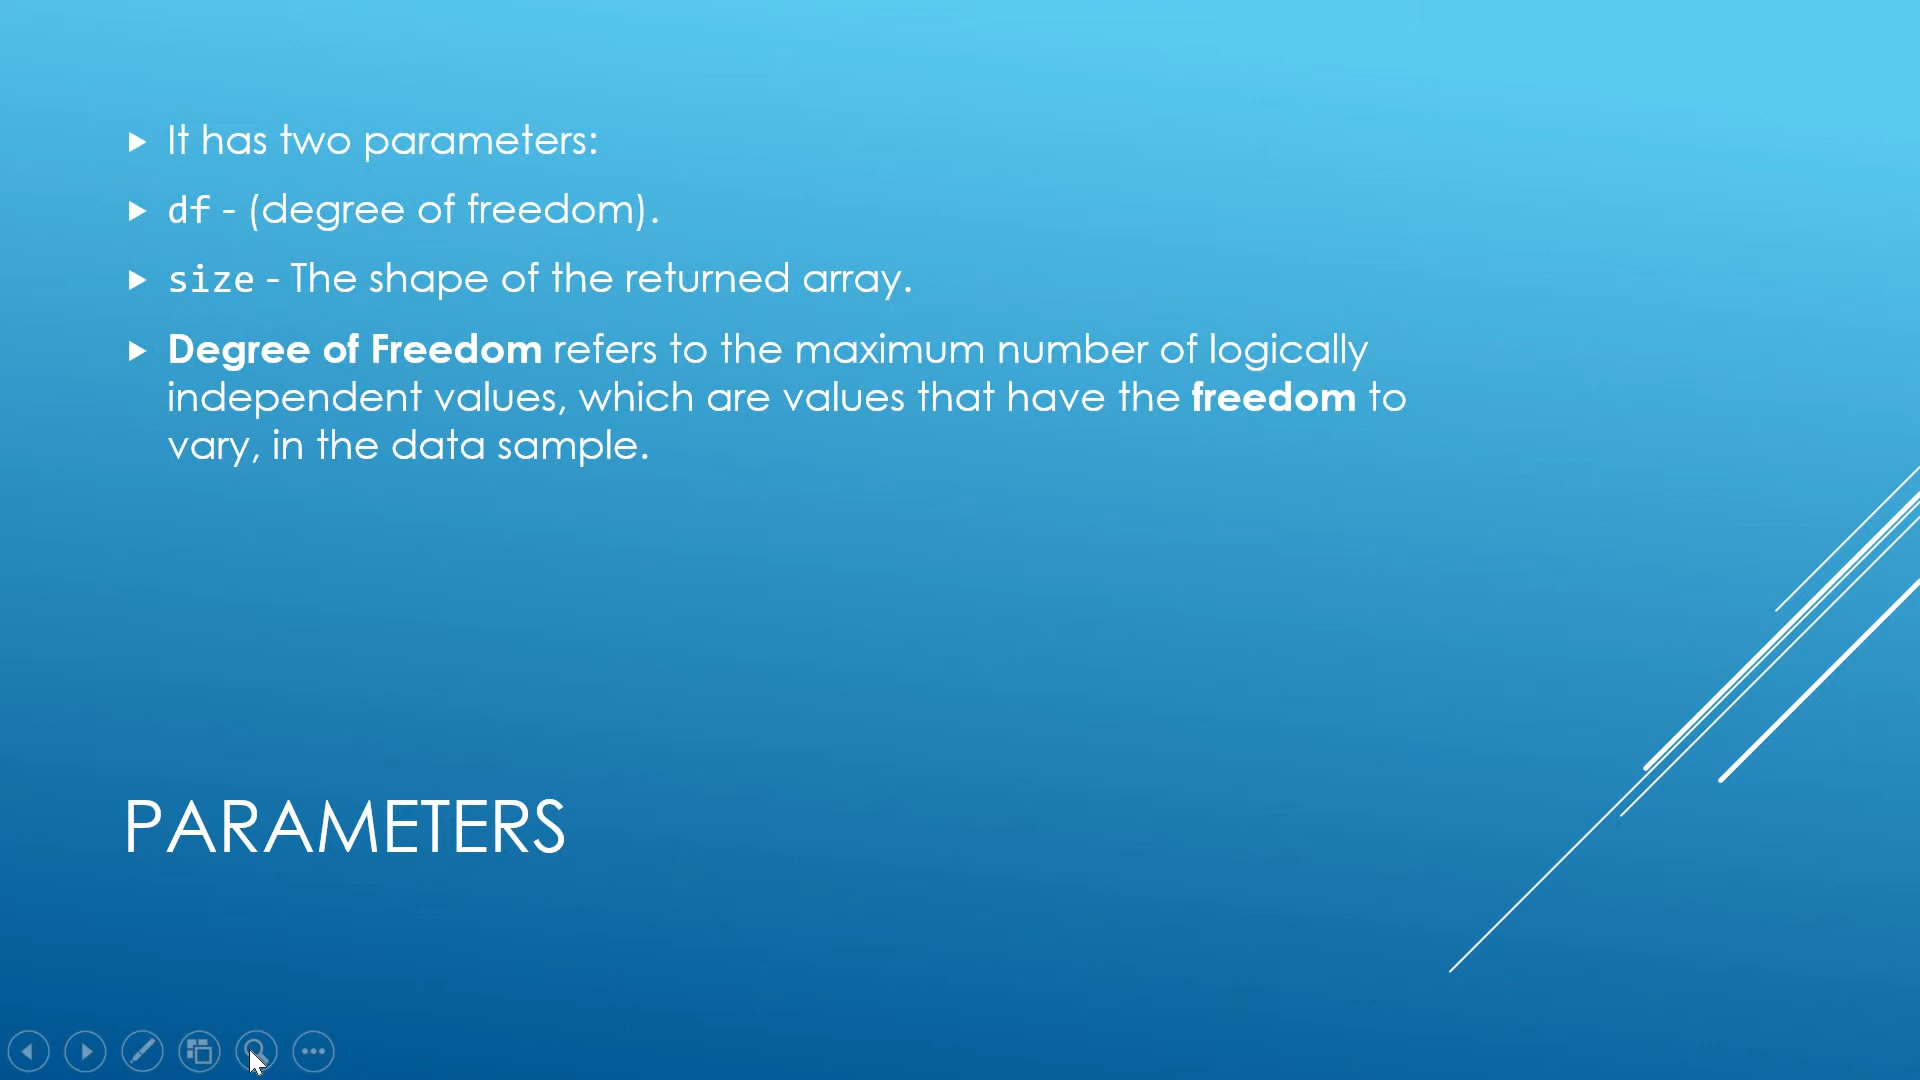 It has two parameters:
df - (degree of freedom).
size - The shape of the returned array.
Degree of Freedom refers to the maximum number of logically
independent values, which are values that have the freedom to
vary, in the data sample.
PARAMETERS